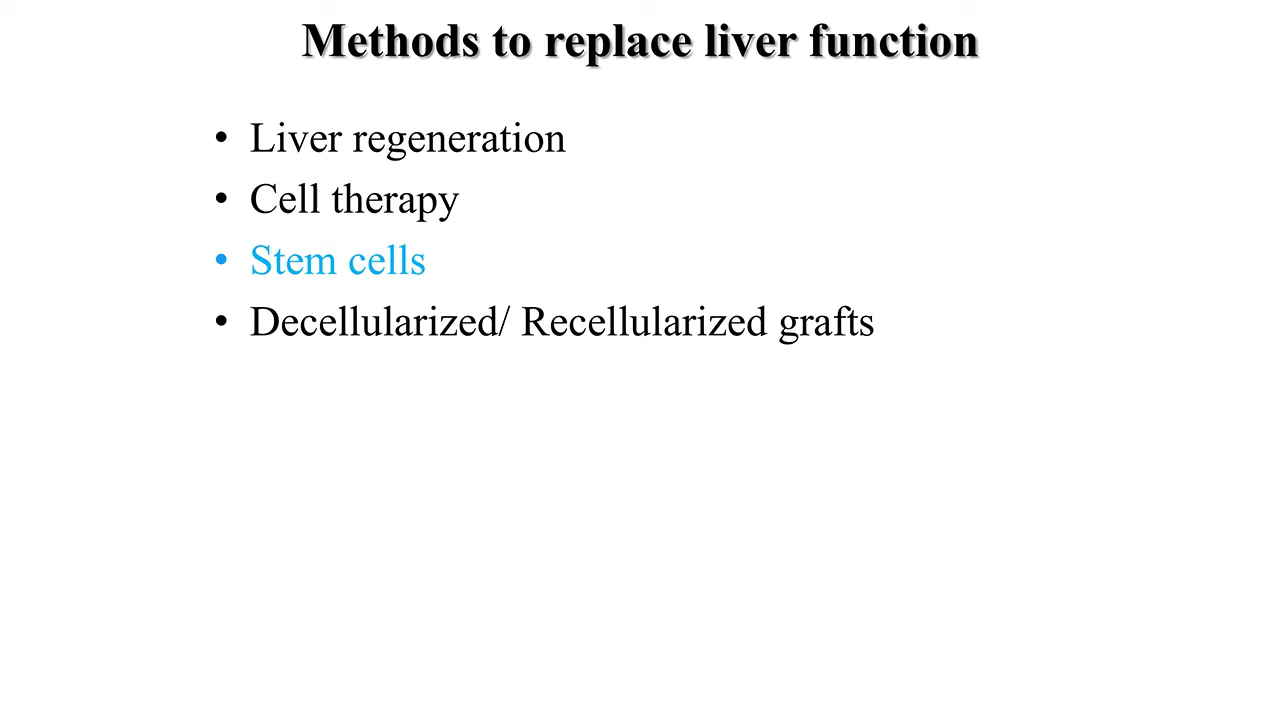 Methods to replace liver function
• Liver regeneration
• Cell therapy
• Stem cells
• Decellularized/ Recellularized grafts